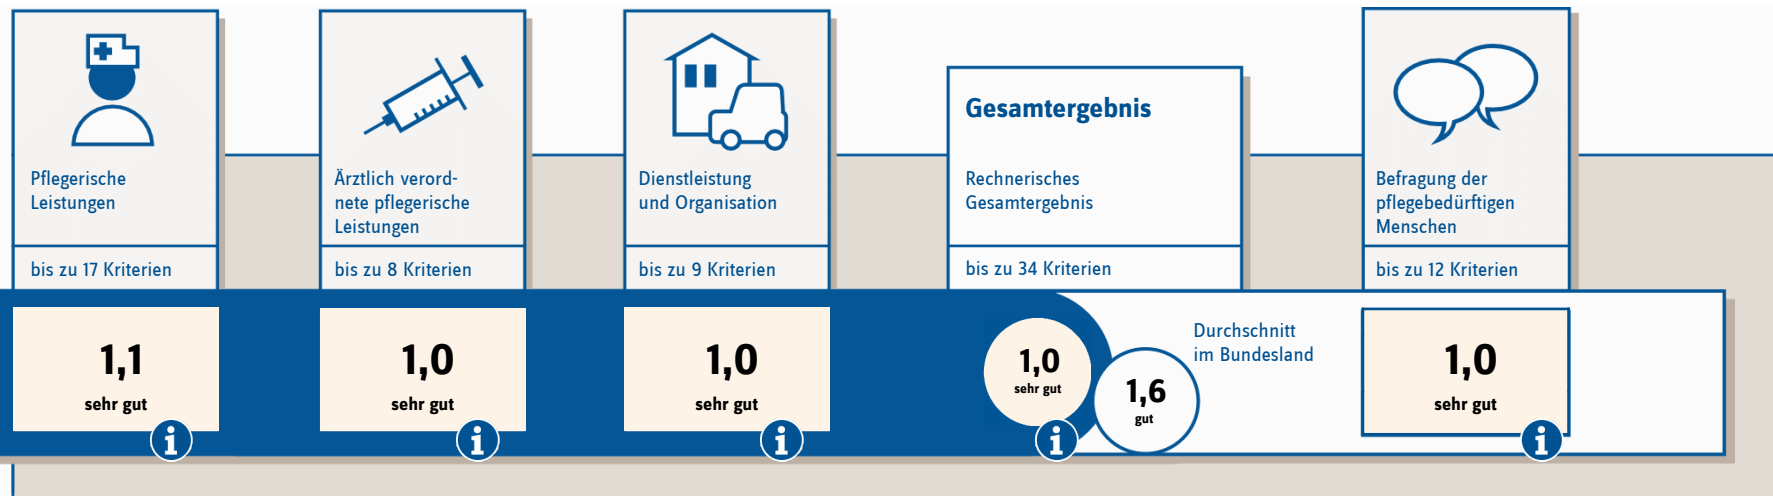 Pflegerische
Leistungen
bis zu 17 Kriterien
1,1
sehr gut
Ärztlich verord-
nete pflegerische
Leistungen
bis zu 8 Kriterien
1,0
sehr gut
Dienstleistung
und Organisation
bis zu 9 Kriterien
1,0
sehr gut
Gesamtergebnis
Rechnerisches
Gesamtergebnis
bis zu 34 Kriterien
1,0
sehr gut
1,6
gut
Durchschnitt
im Bundesland
Befragung der
pflegebedürftigen
Menschen
bis zu 12 Kriterien
1,0
sehr gut